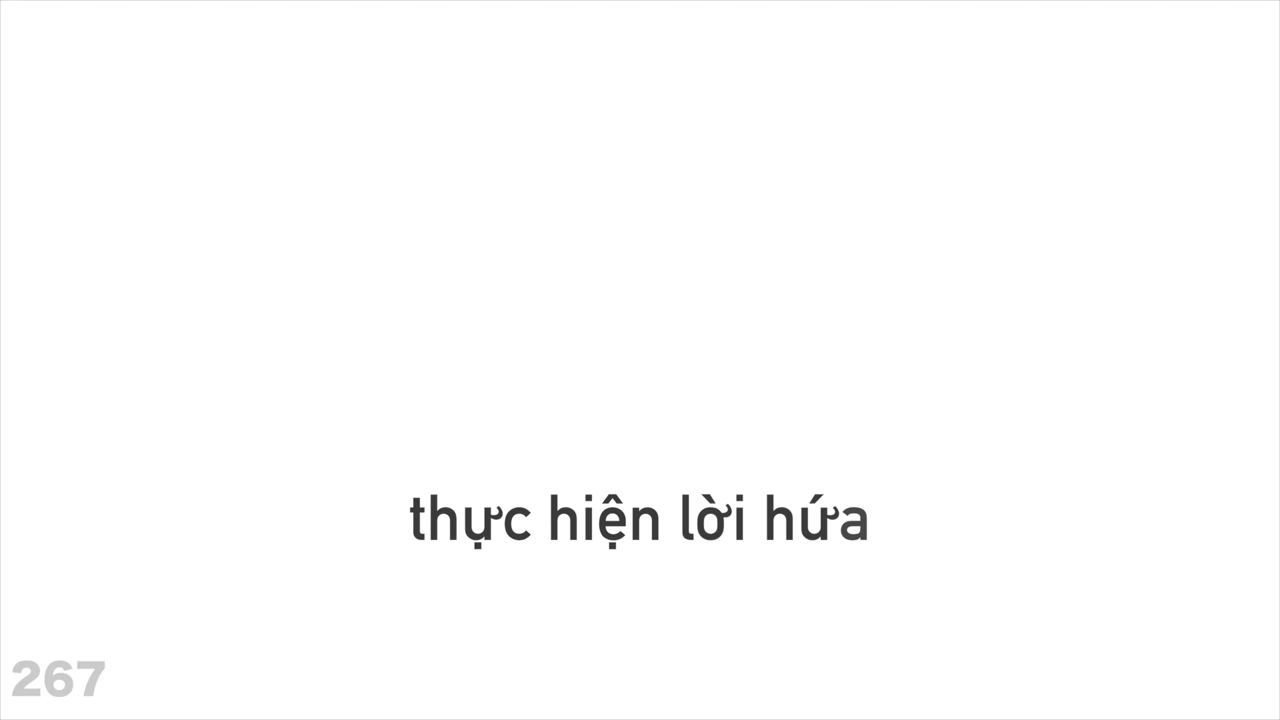 thực hiện lời hứa
267